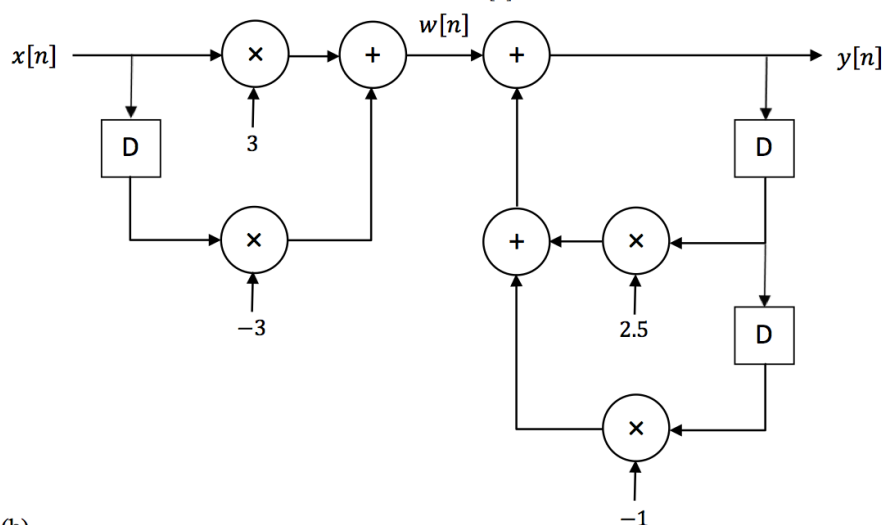 w[n]
x[n] × + + y[n]
D 3 D
× + ×
−3 2.5 D
×
−1